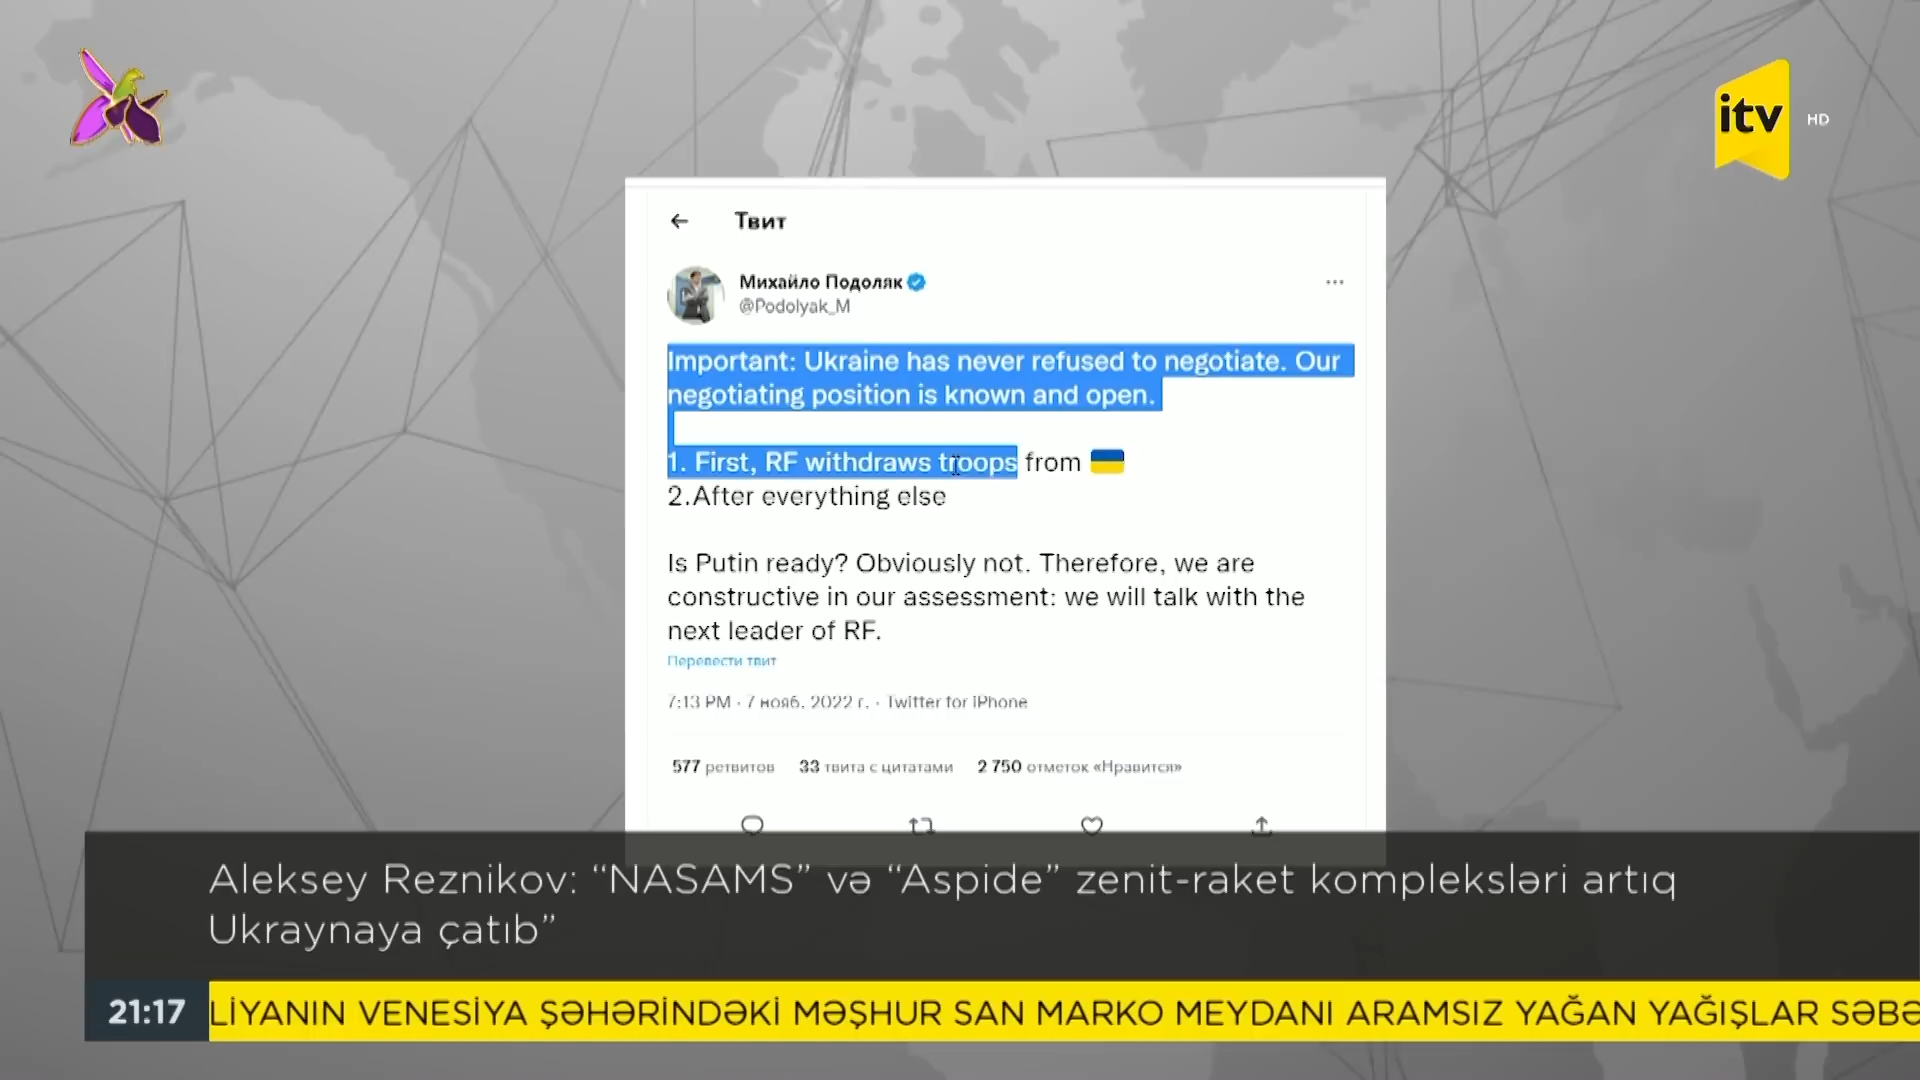 itv
HD
Твит
Михайло Подоляк
@Podolyak_M
Important: Ukraine has never refused to negotiate. Our
negotiating position is known and open.
1. First, RF withdraws troops from 🇺🇦
2.After everything else
Is Putin ready? Obviously not. Therefore, we are
constructive in our assessment: we will talk with the
next leader of RF.
Перевести твит
7:13 PM · 7 нояб. 2022 г. · Twitter for iPhone
577 ретвитов 33 твита с цитатами 2 750 отметок «Нравится»
Aleksey Reznikov: “NASAMS” və “Aspide” zenit-raket kompleksləri artıq
Ukraynaya çatıb”
21:17
LİYANIN VENESİYA ŞƏHƏRİNDƏKİ MƏŞHUR SAN MARKO MEYDANI ARAMSIZ YAĞAN YAĞIŞLAR SƏBƏ